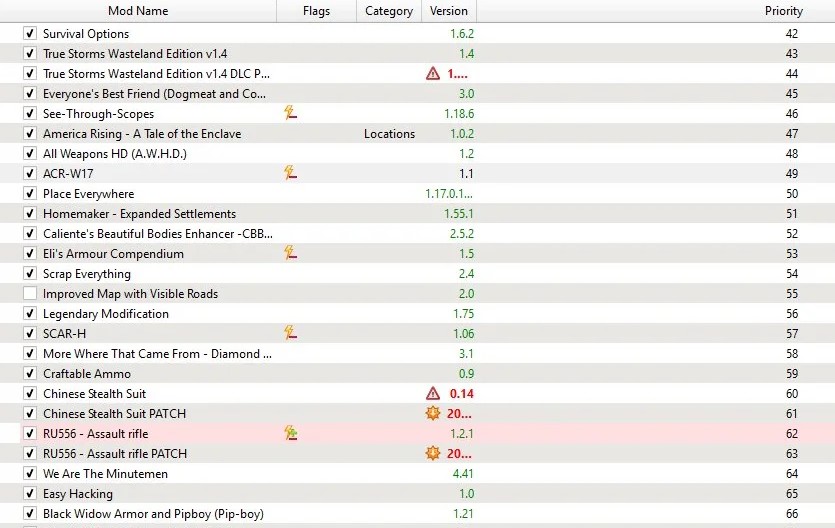 Mod Name Flags Category Version Priority
Survival Options 1.6.2 42
True Storms Wasteland Edition v1.4 1.4 43
True Storms Wasteland Edition v1.4 DLC P... 1.... 44
Everyone's Best Friend (Dogmeat and Co... 3.0 45
See-Through-Scopes 1.18.6 46
America Rising - A Tale of the Enclave Locations 1.0.2 47
All Weapons HD (A.W.H.D.) 1.2 48
ACR-W17 1.1 49
Place Everywhere 1.17.0.1... 50
Homemaker - Expanded Settlements 1.55.1 51
Caliente's Beautiful Bodies Enhancer -CBB... 2.5.2 52
Eli's Armour Compendium 1.5 53
Scrap Everything 2.4 54
Improved Map with Visible Roads 2.0 55
Legendary Modification 1.75 56
SCAR-H 1.06 57
More Where That Came From - Diamond ... 3.1 58
Craftable Ammo 0.9 59
Chinese Stealth Suit 0.14 60
Chinese Stealth Suit PATCH 20... 61
RU556 - Assault rifle 1.2.1 62
RU556 - Assault rifle PATCH 20... 63
We Are The Minutemen 4.41 64
Easy Hacking 1.0 65
Black Widow Armor and Pipboy (Pip-boy) 1.21 66